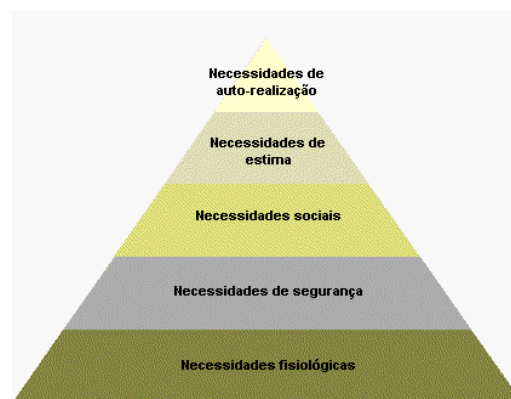 Necessidades de
auto-realização
Necessidades de
estima
Necessidades sociais
Necessidades de segurança
Necessidades fisiológicas